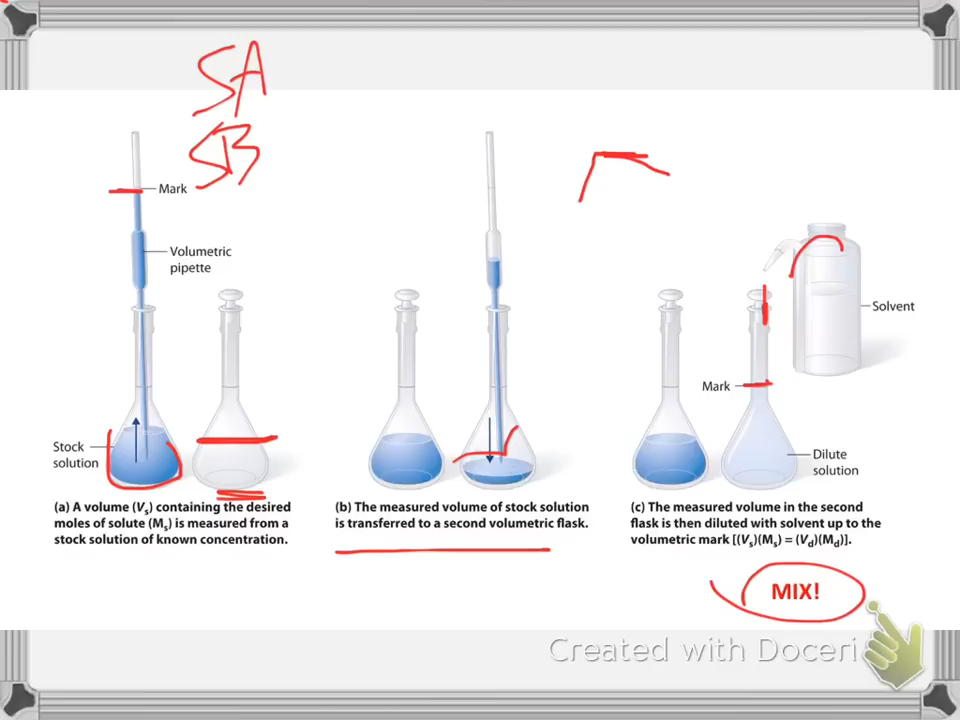 SA
SB
Mark
Volumetric
pipette
Stock
solution
Solvent
Mark
Dilute
solution
(a) A volume (Vs) containing the desired
moles of solute (Ms) is measured from a
stock solution of known concentration.
(b) The measured volume of stock solution
is transferred to a second volumetric flask.
(c) The measured volume in the second
flask is then diluted with solvent up to the
volumetric mark [(Vs)(Ms) = (Vd)(Md)].
MIX!
Created with Doceri